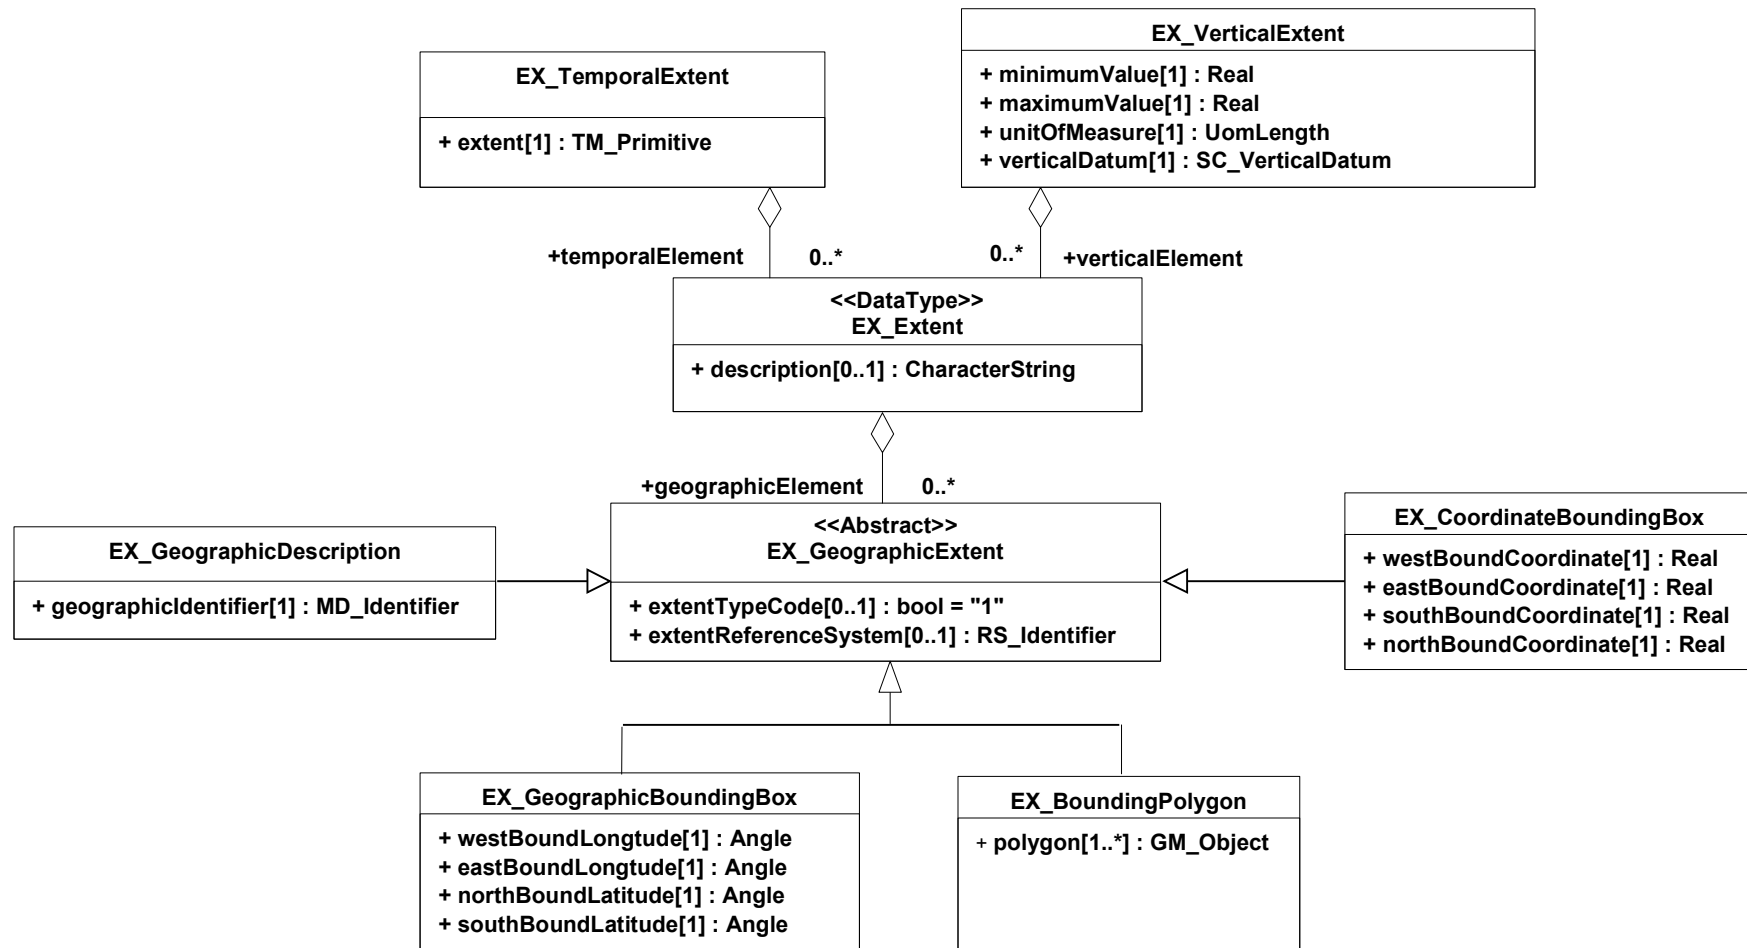 EX_TemporalExtent
+ extent[1] : TM_Primitive
EX_VerticalExtent
+ minimumValue[1] : Real
+ maximumValue[1] : Real
+ unitOfMeasure[1] : UomLength
+ verticalDatum[1] : SC_VerticalDatum
+temporalElement
0..*
0..*
+verticalElement
<<DataType>>
EX_Extent
+ description[0..1] : CharacterString
+geographicElement
0..*
EX_GeographicDescription
+ geographicIdentifier[1] : MD_Identifier
<<Abstract>>
EX_GeographicExtent
+ extentTypeCode[0..1] : bool = "1"
+ extentReferenceSystem[0..1] : RS_Identifier
EX_CoordinateBoundingBox
+ westBoundCoordinate[1] : Real
+ eastBoundCoordinate[1] : Real
+ southBoundCoordinate[1] : Real
+ northBoundCoordinate[1] : Real
EX_GeographicBoundingBox
+ westBoundLongtude[1] : Angle
+ eastBoundLongtude[1] : Angle
+ northBoundLatitude[1] : Angle
+ southBoundLatitude[1] : Angle
EX_BoundingPolygon
+ polygon[1..*] : GM_Object